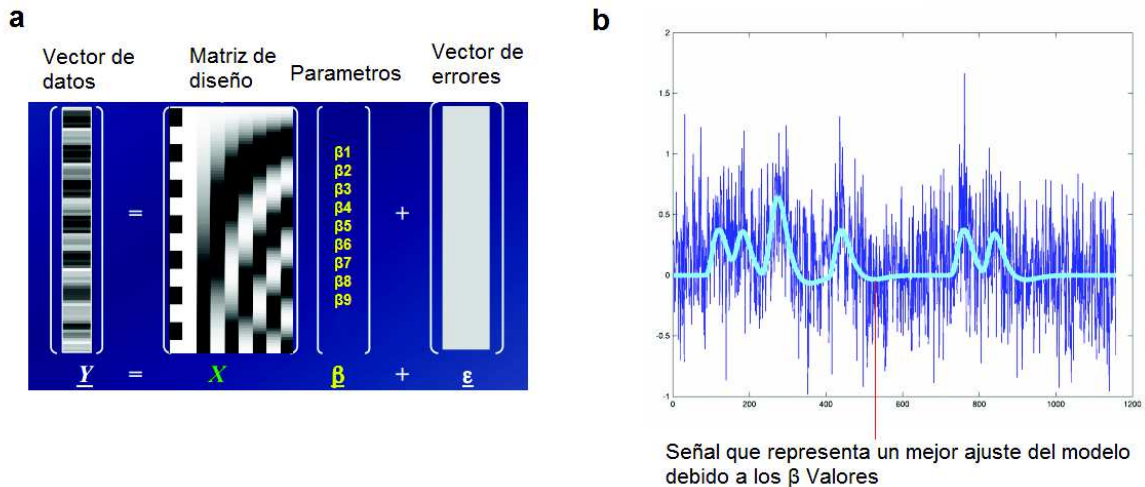 a
Vector de datos
Matriz de diseño
Parametros
Vector de errores
=
β1
β2
β3
β4
β5
β6
β7
β8
β9
+
Y = X β + ε
b
2
1.5
1
0.5
0
-0.5
-1
0 200 400 600 800 1000 1200
Señal que representa un mejor ajuste del modelo
debido a los β Valores